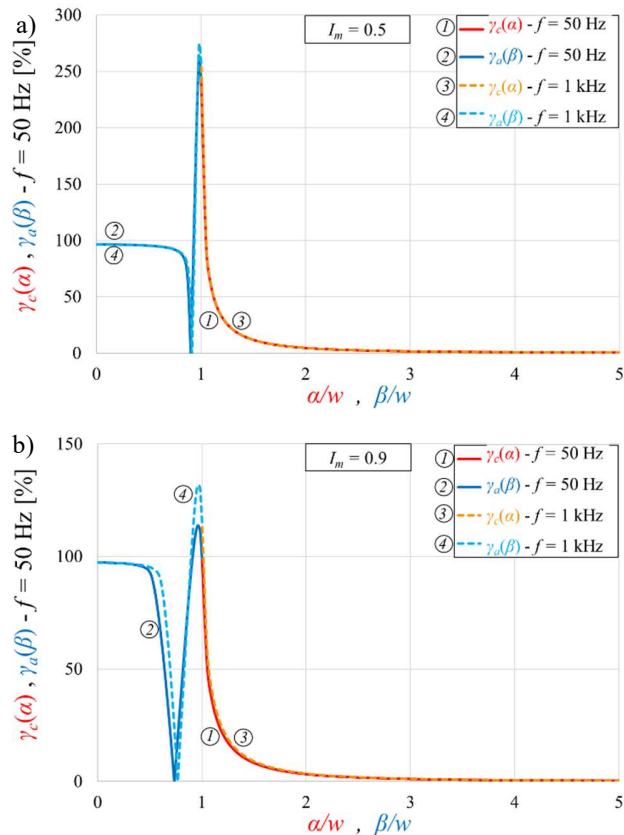 a)
I_m = 0.5
① γ_c(α) - f = 50 Hz
② γ_a(β) - f = 50 Hz
③ γ_c(α) - f = 1 kHz
④ γ_a(β) - f = 1 kHz
γ_c(α) , γ_a(β) - f = 50 Hz [%]
300
250
200
150
100
50
0
②
④
① ③
0 1 2 3 4 5
α/w , β/w
b)
I_m = 0.9
① γ_c(α) - f = 50 Hz
② γ_a(β) - f = 50 Hz
③ γ_c(α) - f = 1 kHz
④ γ_a(β) - f = 1 kHz
γ_c(α) , γ_a(β) - f = 50 Hz [%]
150
100
50
0
④
②
① ③
0 1 2 3 4 5
α/w , β/w